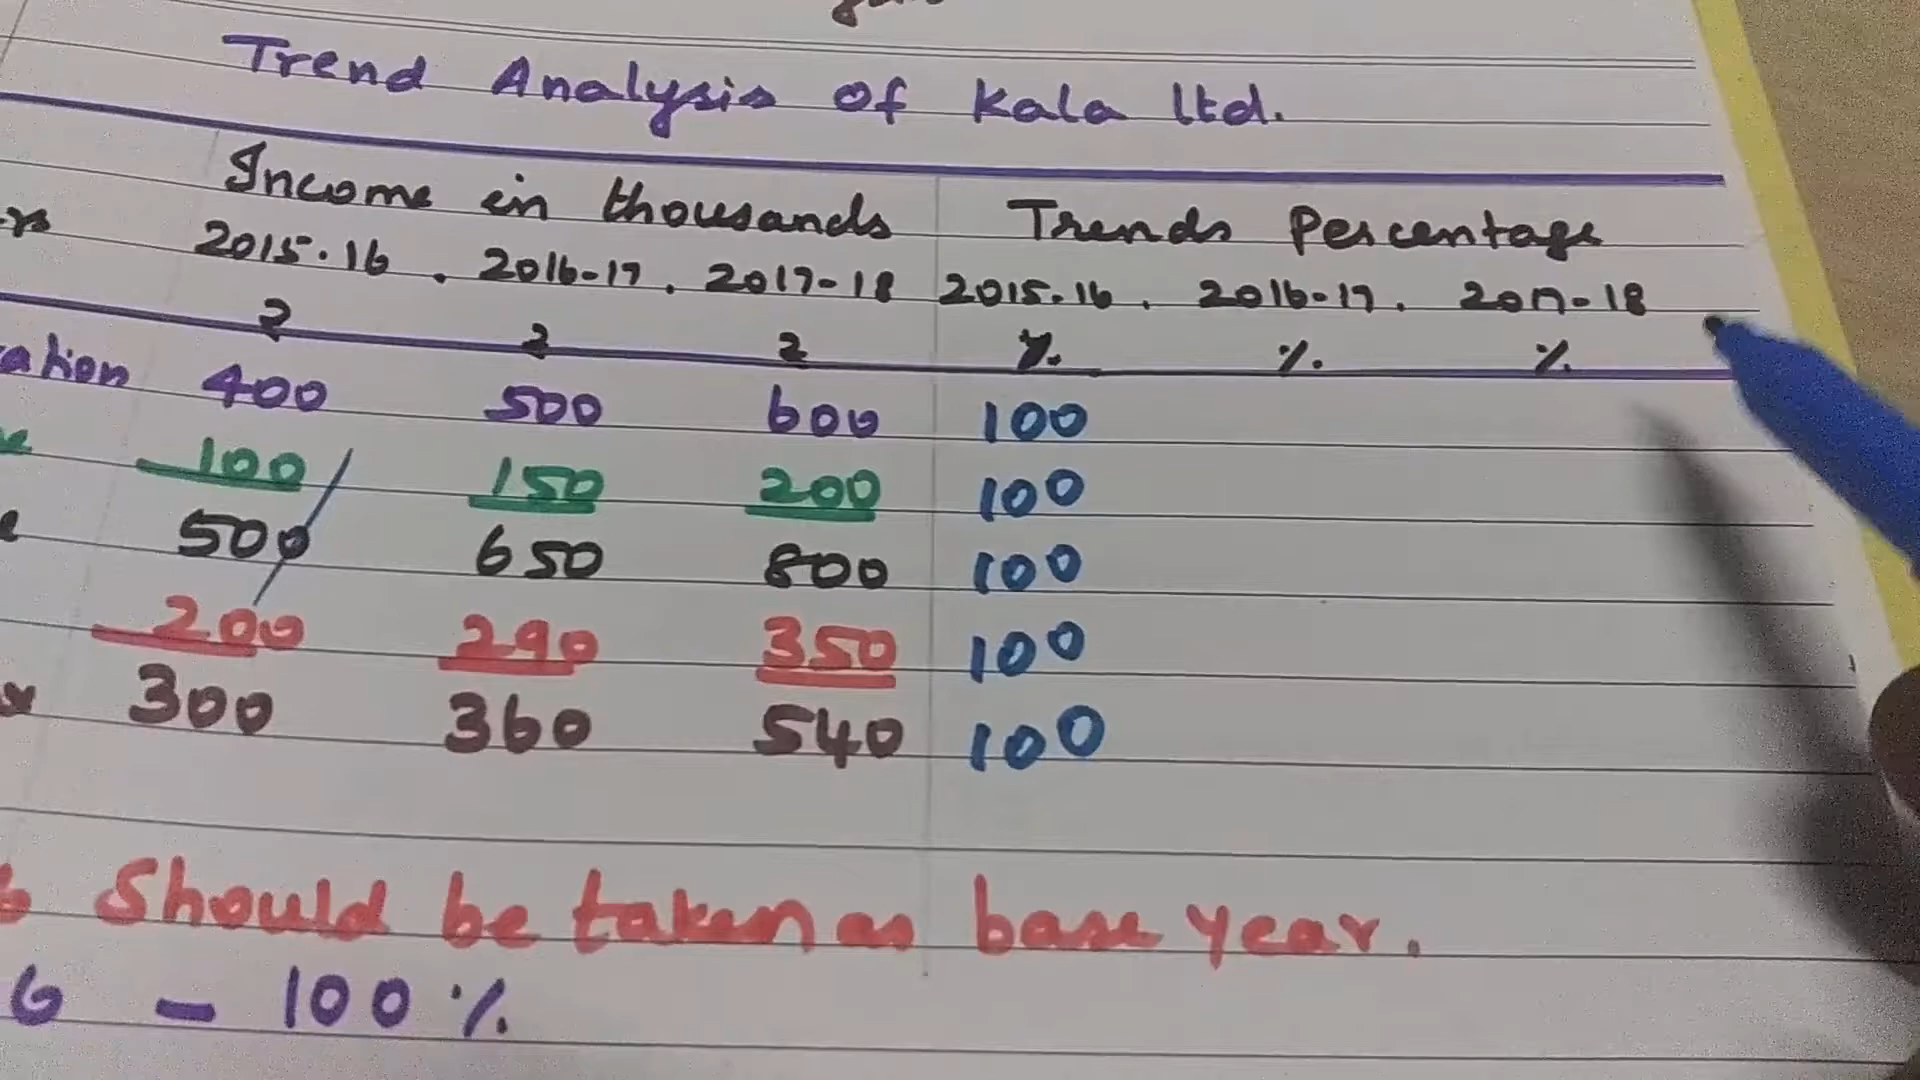 Trend Analysis of Kala ltd.
Income in thousands Trends Percentage
2015.16 . 2016-17 . 2017-18 2015.16 . 2016-17 . 2017-18
% % %
400 500 600 100
100 150 200 100
500 650 800 100
200 290 350 100
300 360 540 100
Should be taken as base year.
6 - 100 %